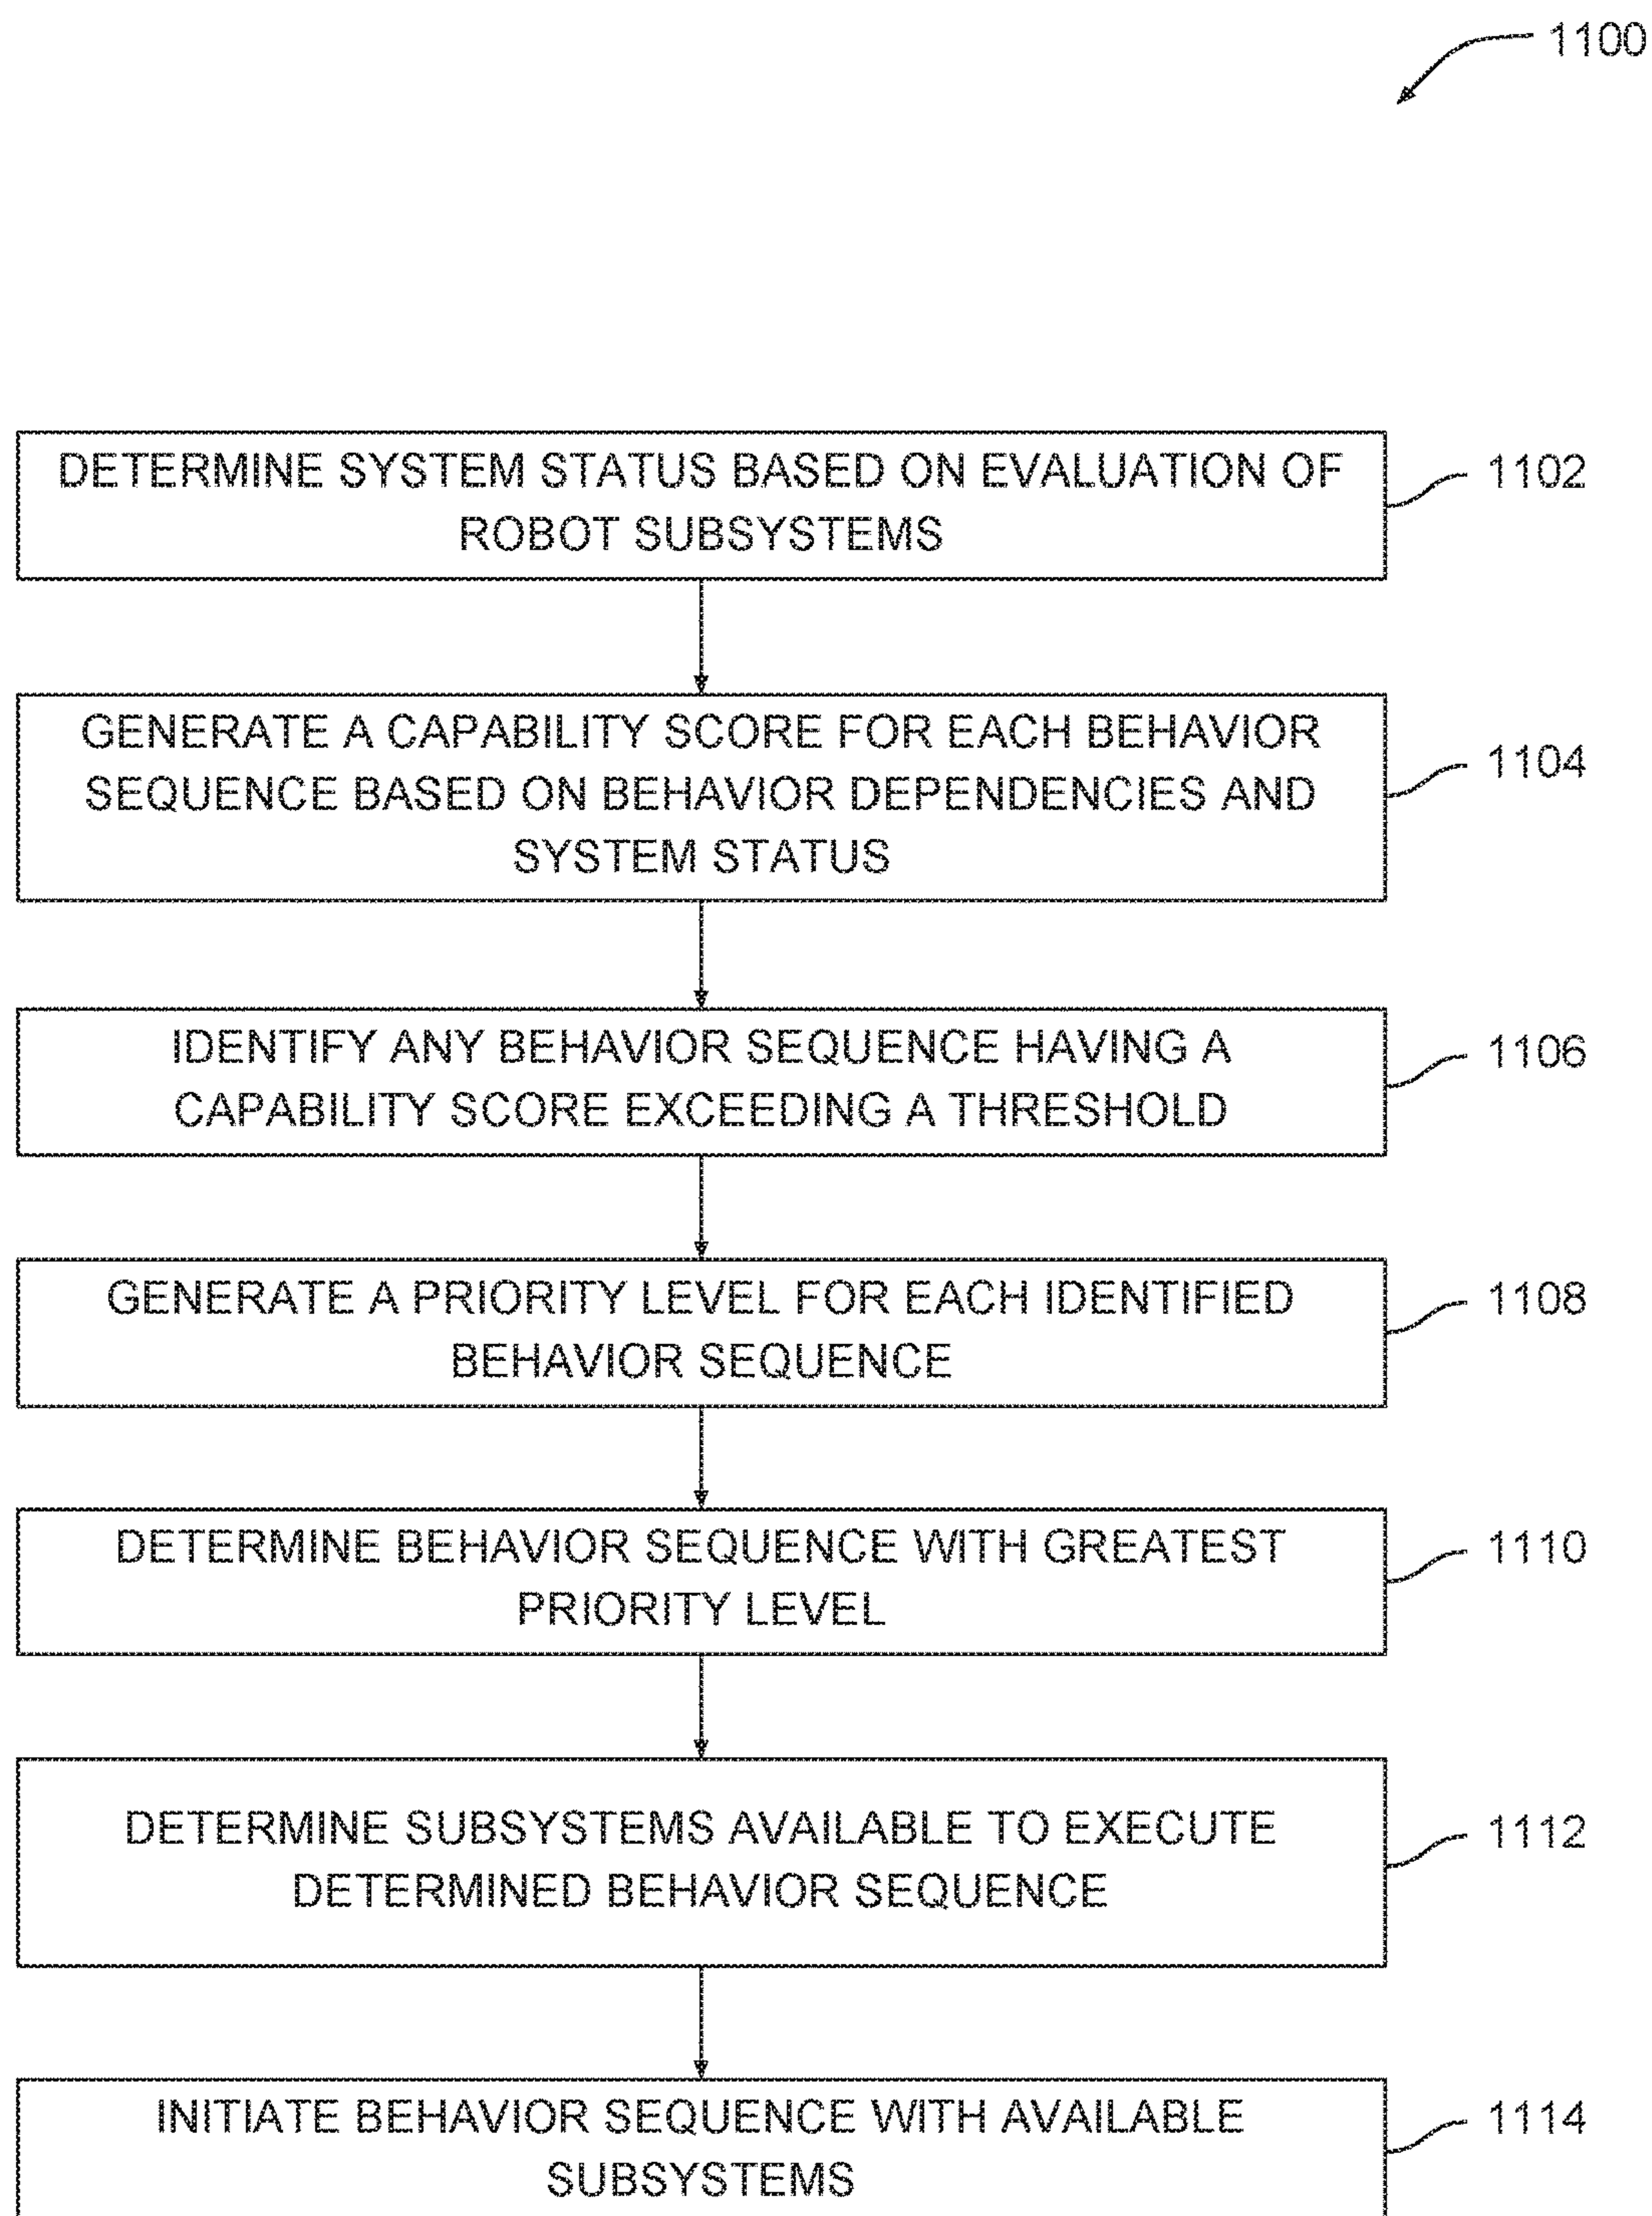 1100
DETERMINE SYSTEM STATUS BASED ON EVALUATION OF
ROBOT SUBSYSTEMS
1102
GENERATE A CAPABILITY SCORE FOR EACH BEHAVIOR
SEQUENCE BASED ON BEHAVIOR DEPENDENCIES AND
SYSTEM STATUS
1104
IDENTIFY ANY BEHAVIOR SEQUENCE HAVING A
CAPABILITY SCORE EXCEEDING A THRESHOLD
1106
GENERATE A PRIORITY LEVEL FOR EACH IDENTIFIED
BEHAVIOR SEQUENCE
1108
DETERMINE BEHAVIOR SEQUENCE WITH GREATEST
PRIORITY LEVEL
1110
DETERMINE SUBSYSTEMS AVAILABLE TO EXECUTE
DETERMINED BEHAVIOR SEQUENCE
1112
INITIATE BEHAVIOR SEQUENCE WITH AVAILABLE
SUBSYSTEMS
1114